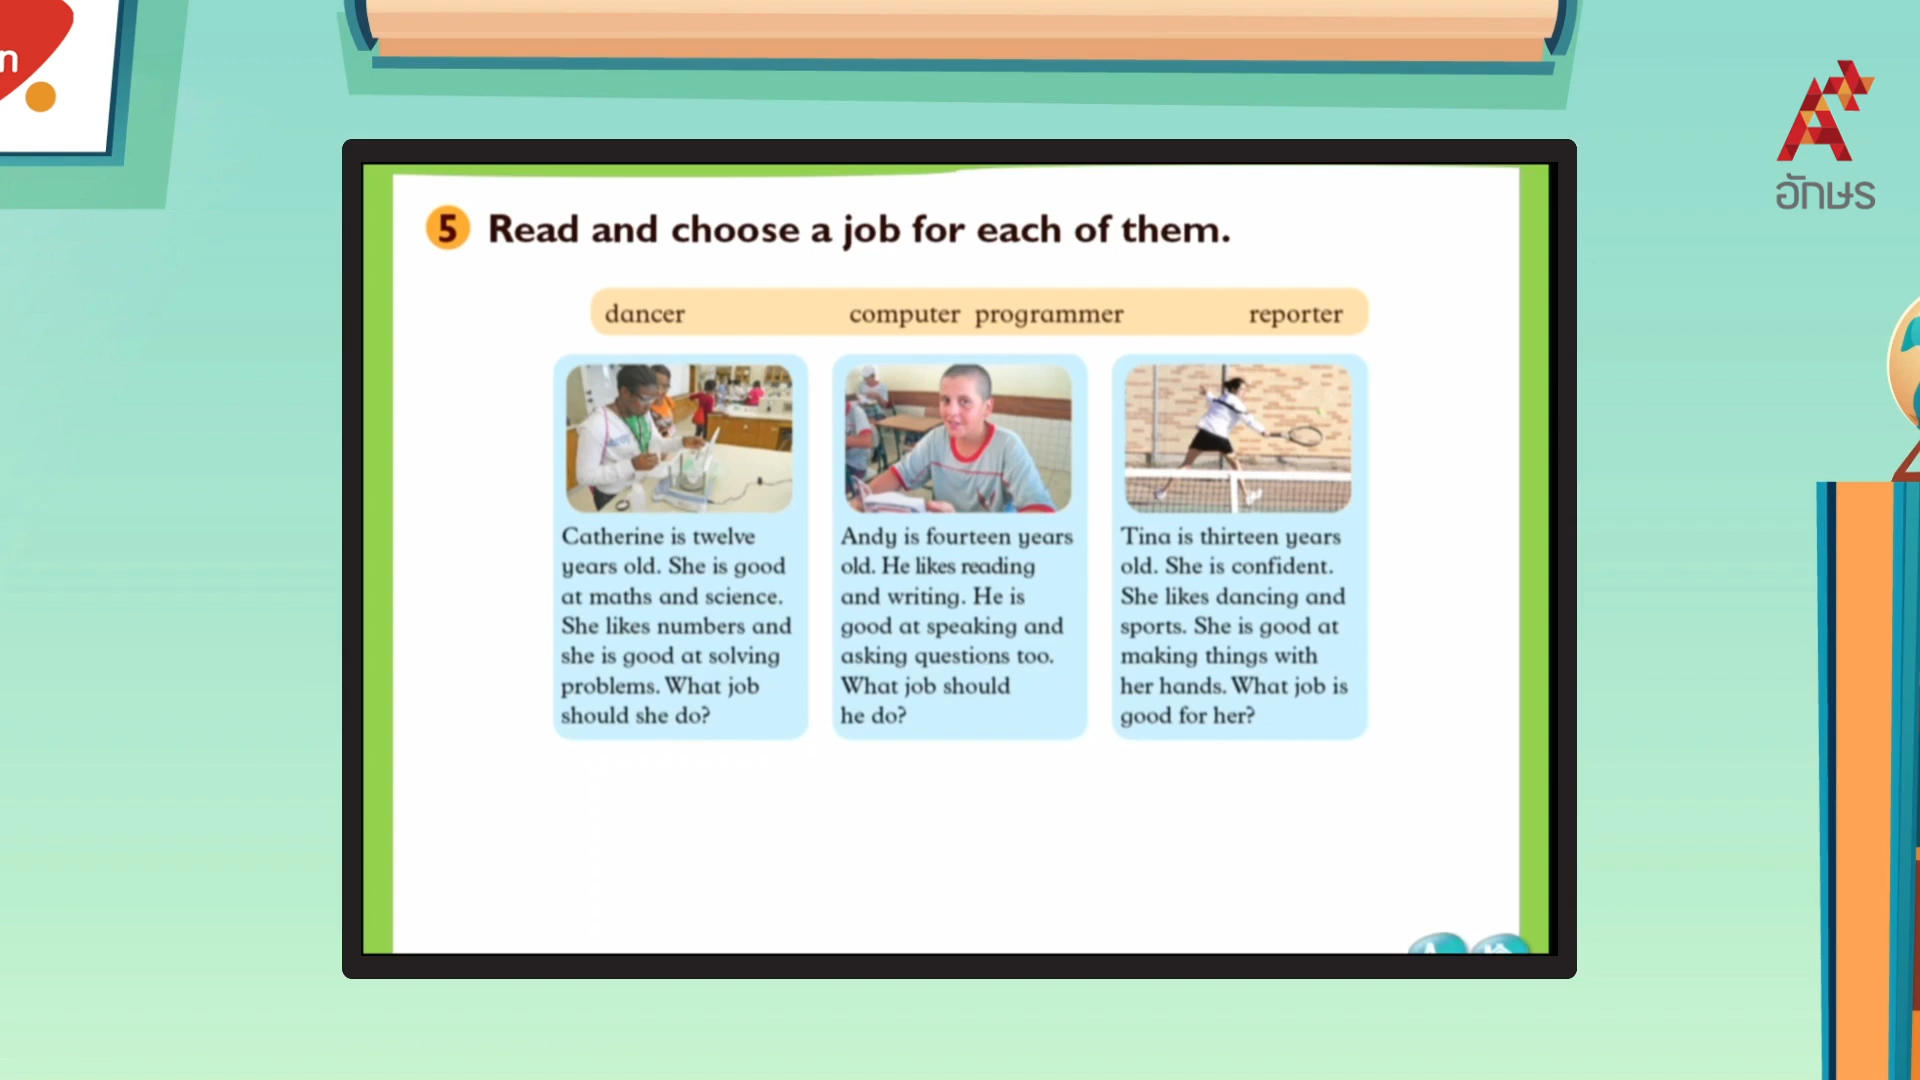 n
อักษร
5 Read and choose a job for each of them.
dancer computer programmer reporter
Catherine is twelve
years old. She is good
at maths and science.
She likes numbers and
she is good at solving
problems. What job
should she do?
Andy is fourteen years
old. He likes reading
and writing. He is
good at speaking and
asking questions too.
What job should
he do?
Tina is thirteen years
old. She is confident.
She likes dancing and
sports. She is good at
making things with
her hands. What job is
good for her?